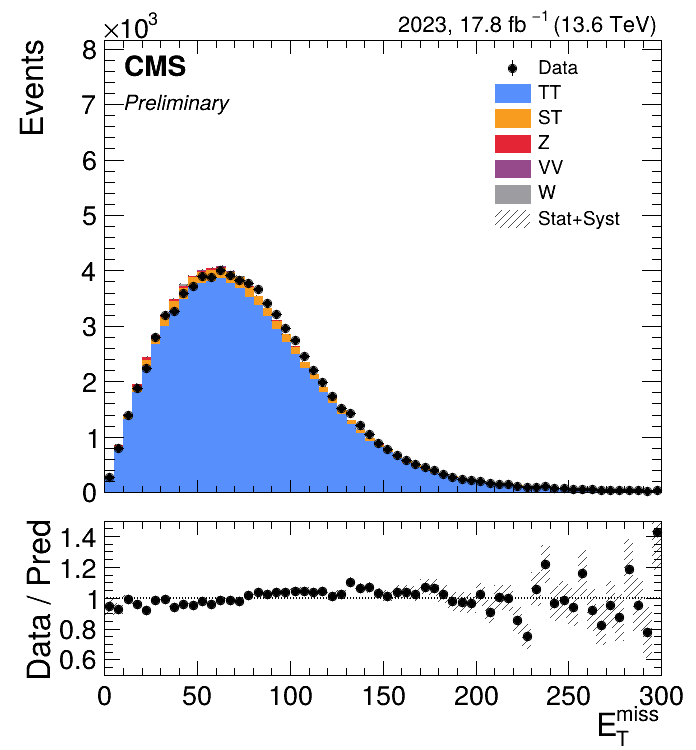 ×10³
2023, 17.8 fb⁻¹ (13.6 TeV)
Events
CMS
Preliminary
8
7
6
5
4
3
2
1
0
Data
TT
ST
Z
VV
W
Stat+Syst
Data / Pred
1.4
1.2
1
0.8
0.6
0 50 100 150 200 250 300
E_T^miss